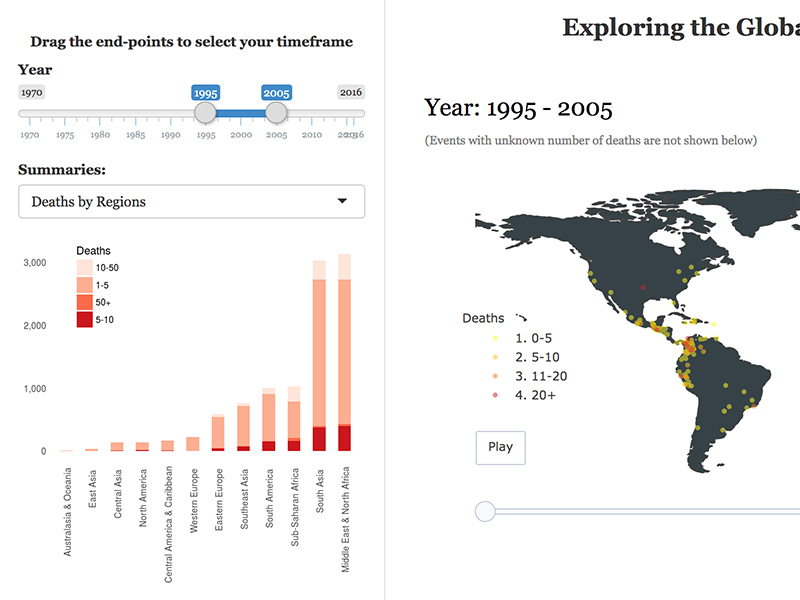 Drag the end-points to select your timeframe
Year
1970 1995 2005 2016
1970 1975 1980 1985 1990 1995 2000 2005 2010
Summaries:
Deaths by Regions
Deaths
10-50
1-5
50+
5-10
3,000
2,000
1,000
0
Australasia & Oceania
East Asia
Central Asia
North America
Central America & Caribbean
Western Europe
Eastern Europe
Southeast Asia
South America
Sub-Saharan Africa
South Asia
Middle East & North Africa
Exploring the Globa
Year: 1995 - 2005
(Events with unknown number of deaths are not shown below)
Deaths
1. 0-5
2. 5-10
3. 11-20
4. 20+
Play